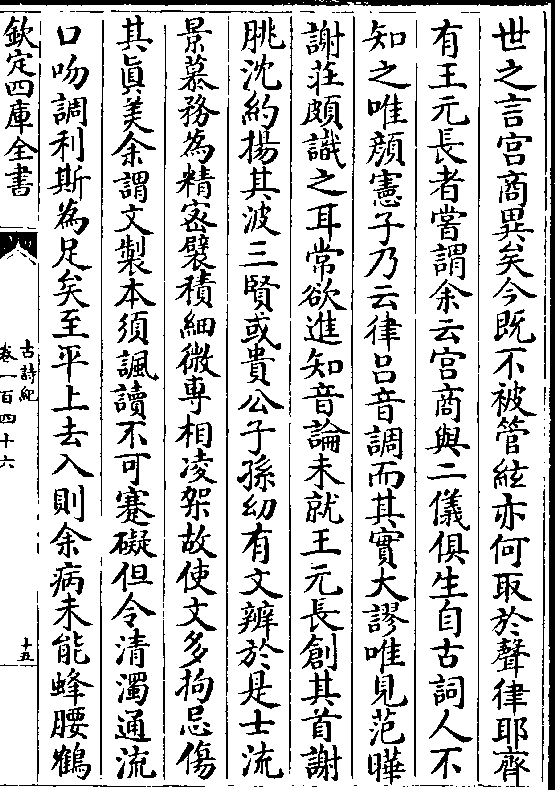 世之言宫商異矣今既不被管絃亦何取於聲律耶齊
有王元長者嘗謂余云宫商與二儀俱生自古詞人不
知之唯顔憲子乃云律吕音調而其實大謬唯見范曄
謝莊頗識之耳常欲進知音論未就王元長創其首謝
朓沈約揚其波三賢或貴公子孫幼有文辨於是士流
景慕務為精宻襞積細微專相凌架故使文多拘忌傷
其真美余謂文製本須諷讀不可蹇礙但令清濁通流
口吻調利斯為足矣至平上去入則余病未能蜂腰鶴
欽定四庫全書
古詩紀
卷一百四十六
十五